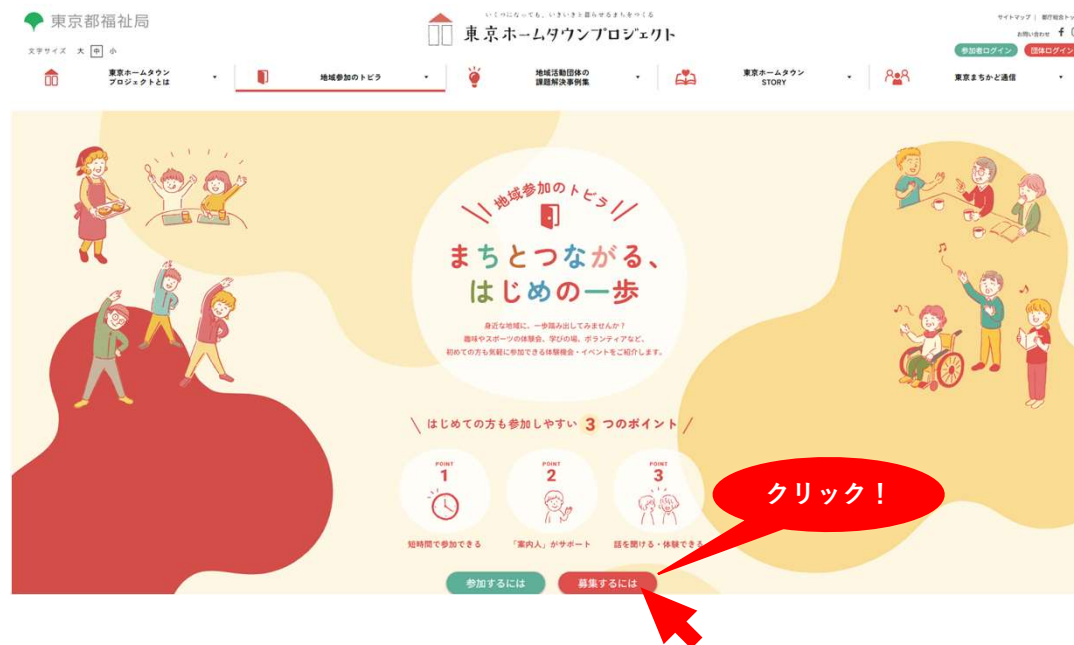 東京都福祉局
文字サイズ 大 中 小
いくつになっても、いきいきと暮らせるまちをつくる
東京ホームタウンプロジェクト
サイトマップ | 都庁総合トッ
お問い合わせ
参加者ログイン 団体ログイン
東京ホームタウン
プロジェクトとは
地域参加のトビラ
地域活動団体の
課題解決事例集
東京ホームタウン
STORY
東京まちかど通信
地域参加のトビラ
まちとつながる、
はじめの一歩
身近な地域に、一歩踏み出してみませんか？
趣味やスポーツの体験会、学びの場、ボランティアなど、
初めての方も気軽に参加できる体験機会・イベントをご紹介します。
はじめての方も参加しやすい 3 つのポイント
POINT
1
短時間で参加できる
POINT
2
「案内人」がサポート
POINT
3
話を聞ける・体験できる
クリック！
参加するには
募集するには